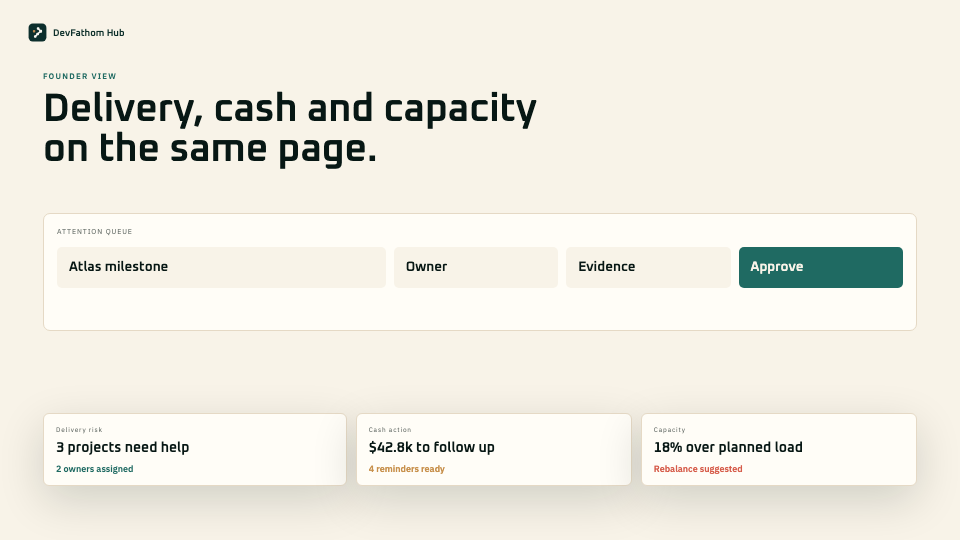 DevFathom Hub
FOUNDER VIEW
Delivery, cash and capacity
on the same page.
ATTENTION QUEUE
Atlas milestone
Owner
Evidence
Approve
Delivery risk
3 projects need help
2 owners assigned
Cash action
$42.8k to follow up
4 reminders ready
Capacity
18% over planned load
Rebalance suggested